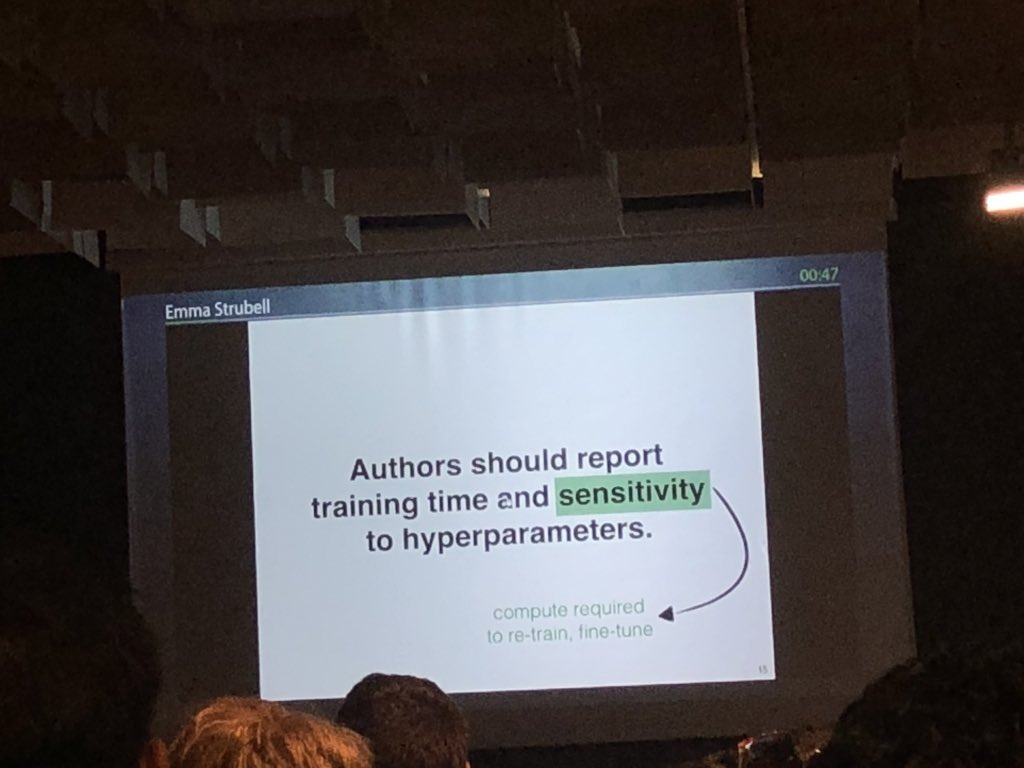 Emma Strubell
00:47
Authors should report
training time and sensitivity
to hyperparameters.
compute required
to re-train, fine-tune
15